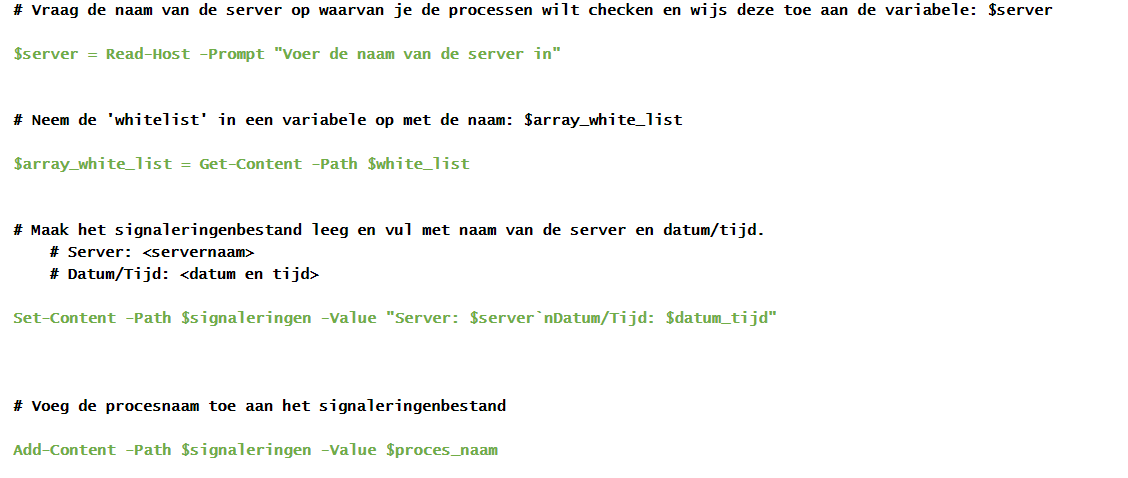 # Vraag de naam van de server op waarvan je de processen wilt checken en wijs deze toe aan de variabele: $server
$server = Read-Host -Prompt "Voer de naam van de server in"
# Neem de 'whitelist' in een variabele op met de naam: $array_white_list
$array_white_list = Get-Content -Path $white_list
# Maak het signaleringenbestand leeg en vul met naam van de server en datum/tijd.
# Server: <servernaam>
# Datum/Tijd: <datum en tijd>
Set-Content -Path $signaleringen -Value "Server: $server`nDatum/Tijd: $datum_tijd"
# Voeg de procesnaam toe aan het signaleringenbestand
Add-Content -Path $signaleringen -Value $proces_naam